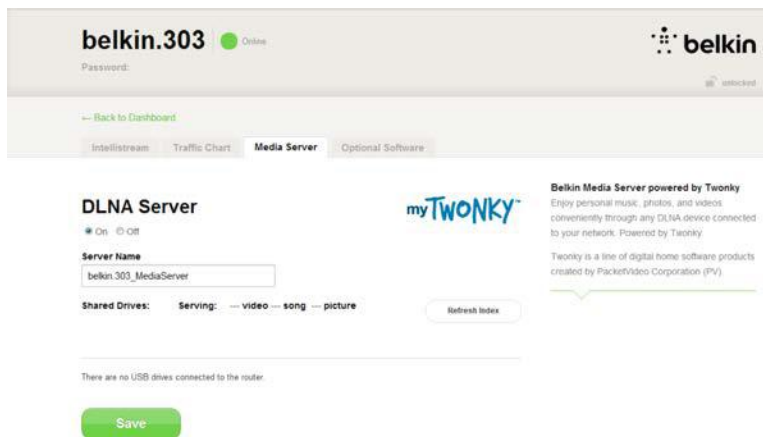 belkin.303 Online
Password:
belkin
unlocked
← Back to Dashboard
Intellistream Traffic Chart Media Server Optional Software
DLNA Server
myTWONKY™
On Off
Server Name
belkin.303_MediaServer
Shared Drives: Serving: --- video --- song --- picture
Refresh Index
There are no USB drives connected to the router.
Save
Belkin Media Server powered by Twonky
Enjoy personal music, photos, and videos
conveniently through any DLNA device connected
to your network. Powered by Twonky.
Twonky is a line of digital home software products
created by PacketVideo Corporation (PV).